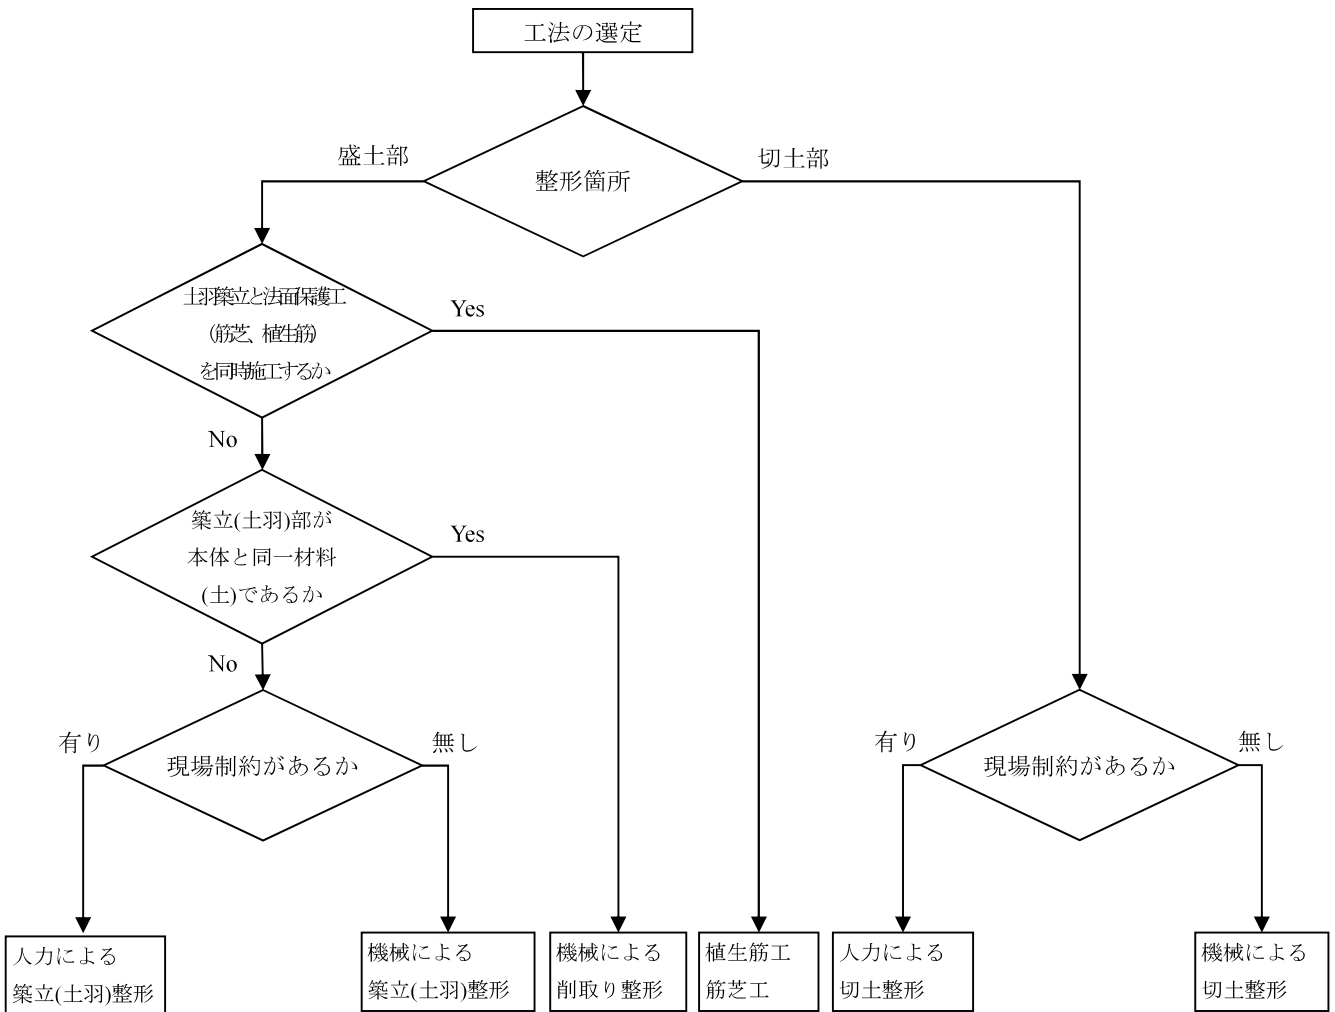 工法の選定
盛土部
切土部
整形箇所
土羽築立と法面保護工
(筋芝、植生筋)
を同時施工するか
Yes
No
築立(土羽)部が
本体と同一材料
(土)であるか
Yes
No
有り
無し
現場制約があるか
有り
無し
現場制約があるか
人力による
築立(土羽)整形
機械による
築立(土羽)整形
機械による
削取り整形
植生筋工
筋芝工
人力による
切土整形
機械による
切土整形